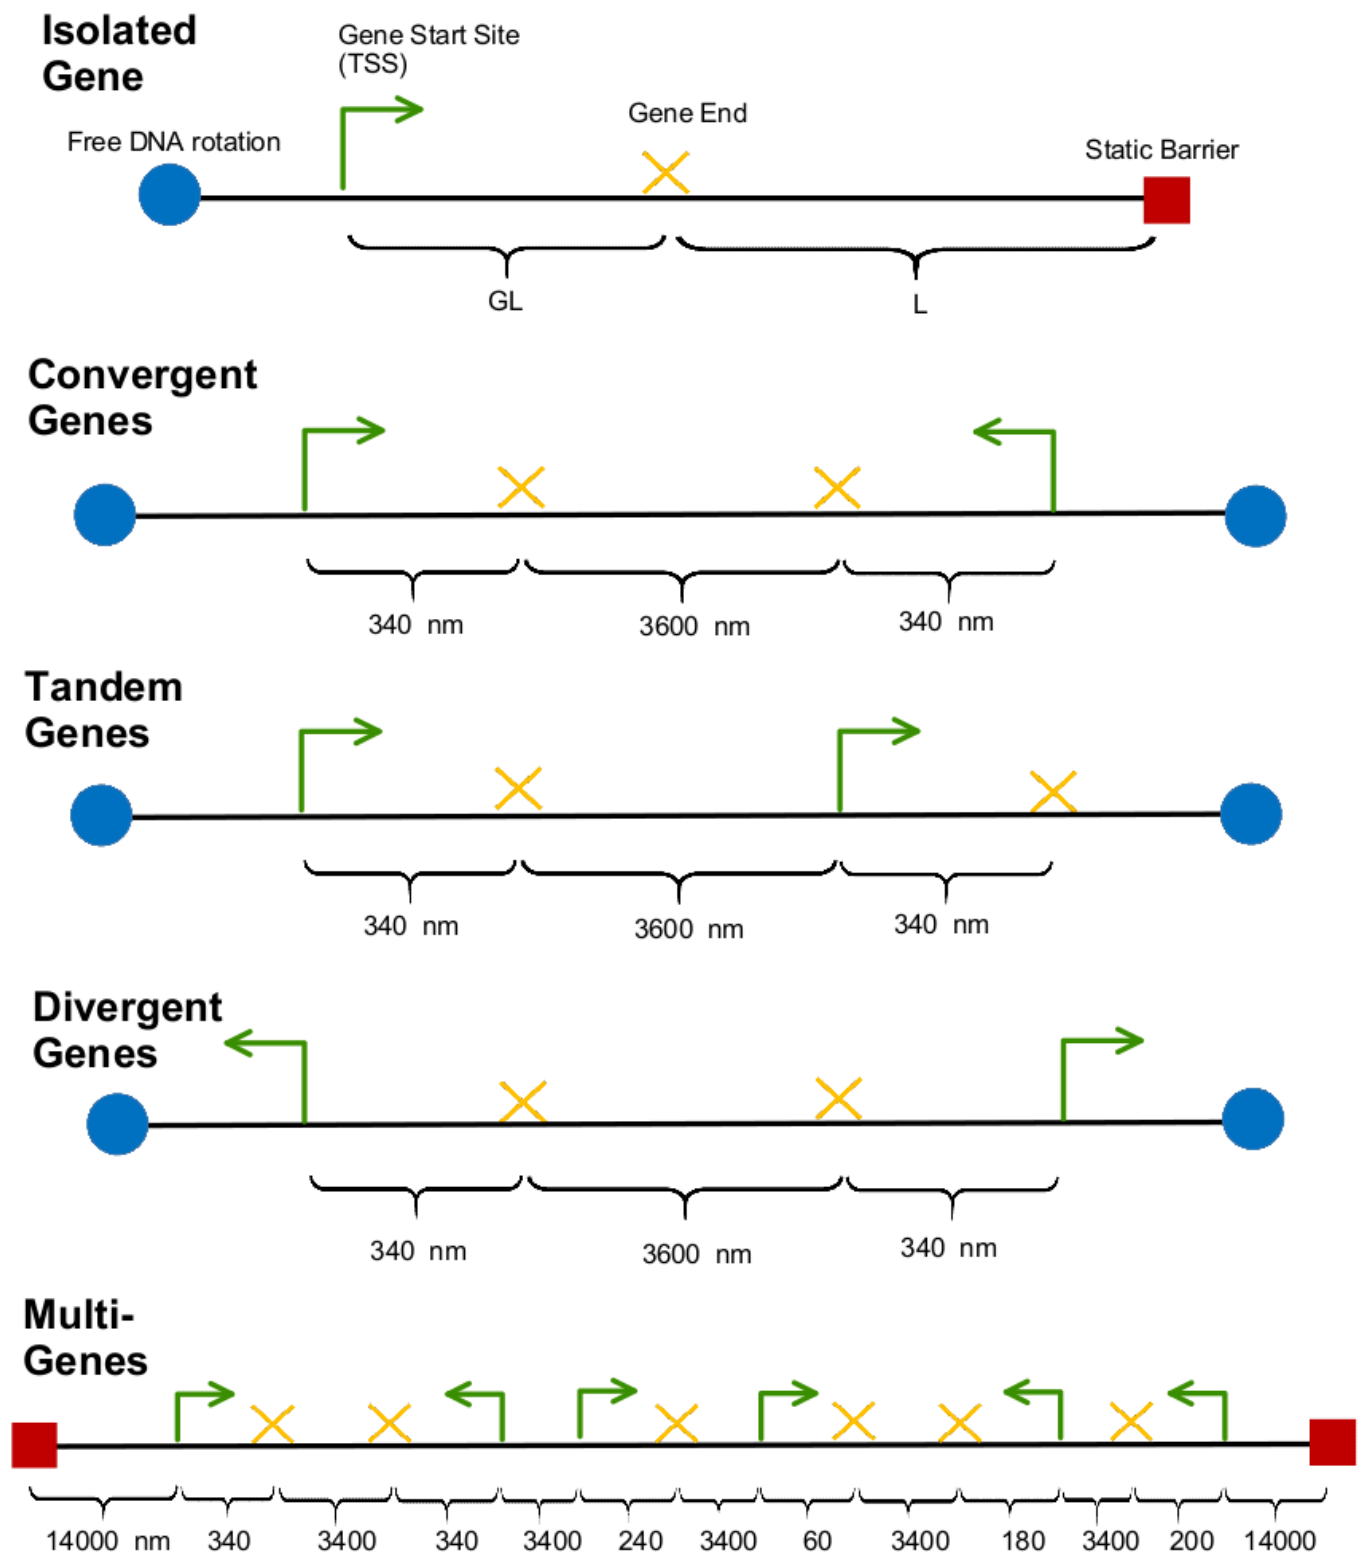 Isolated
Gene
Gene Start Site
(TSS)
Gene End
Free DNA rotation
Static Barrier
GL
L
Convergent
Genes
340 nm
3600 nm
340 nm
Tandem
Genes
340 nm
3600 nm
340 nm
Divergent
Genes
340 nm
3600 nm
340 nm
Multi-
Genes
14000 nm 340 3400 340 3400 240 3400 60 3400 180 3400 200 14000